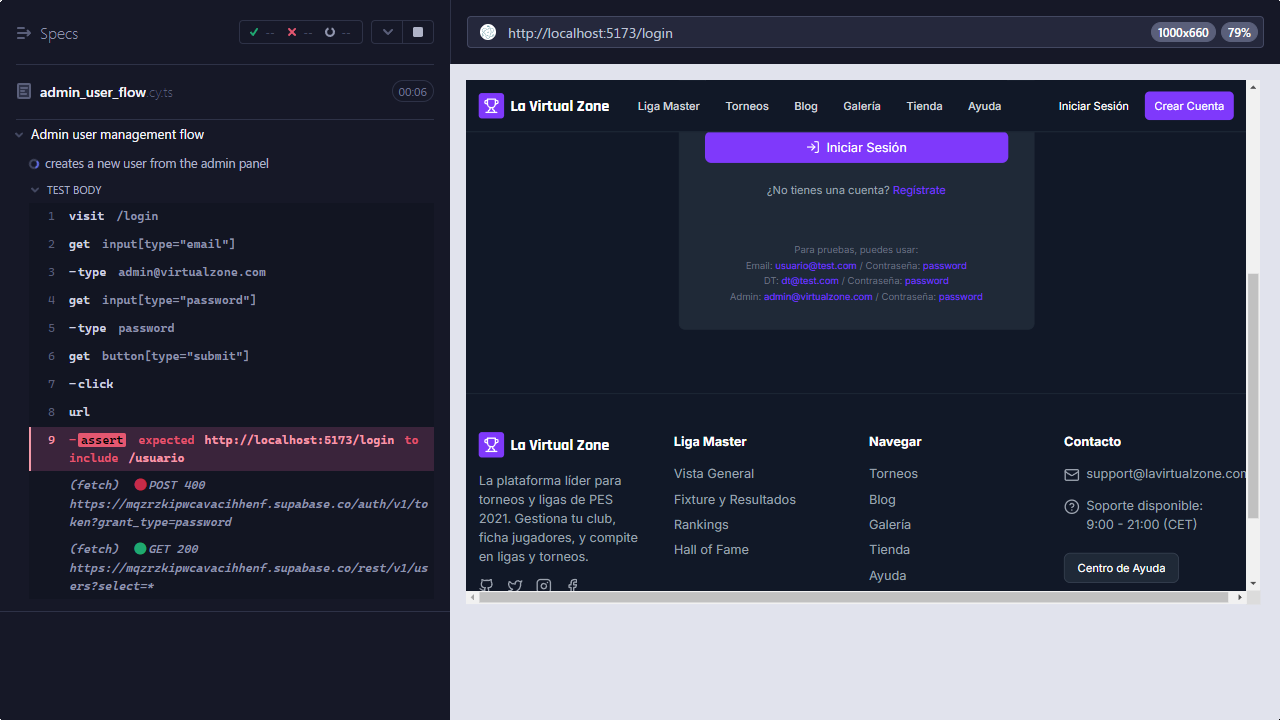 Specs
-- -- --
http://localhost:5173/login
1000x660
79%
admin_user_flow.cy.ts
00:06
Admin user management flow
creates a new user from the admin panel
TEST BODY
1 visit /login
2 get input[type="email"]
3 -type admin@virtualzone.com
4 get input[type="password"]
5 -type password
6 get button[type="submit"]
7 -click
8 url
9 -assert expected http://localhost:5173/login to
include /usuario
(fetch) POST 400
https://mqzrzkipwcavacihhenf.supabase.co/auth/v1/to
ken?grant_type=password
(fetch) GET 200
https://mqzrzkipwcavacihhenf.supabase.co/rest/v1/us
ers?select=*
La Virtual Zone
Liga Master
Torneos
Blog
Galería
Tienda
Ayuda
Iniciar Sesión
Crear Cuenta
Iniciar Sesión
¿No tienes una cuenta? Regístrate
Para pruebas, puedes usar:
Email: usuario@test.com / Contraseña: password
DT: dt@test.com / Contraseña: password
Admin: admin@virtualzone.com / Contraseña: password
La Virtual Zone
La plataforma líder para
torneos y ligas de PES
2021. Gestiona tu club,
ficha jugadores, y compite
en ligas y torneos.
Liga Master
Vista General
Fixture y Resultados
Rankings
Hall of Fame
Navegar
Torneos
Blog
Galería
Tienda
Ayuda
Contacto
support@lavirtualzone.com
Soporte disponible:
9:00 - 21:00 (CET)
Centro de Ayuda